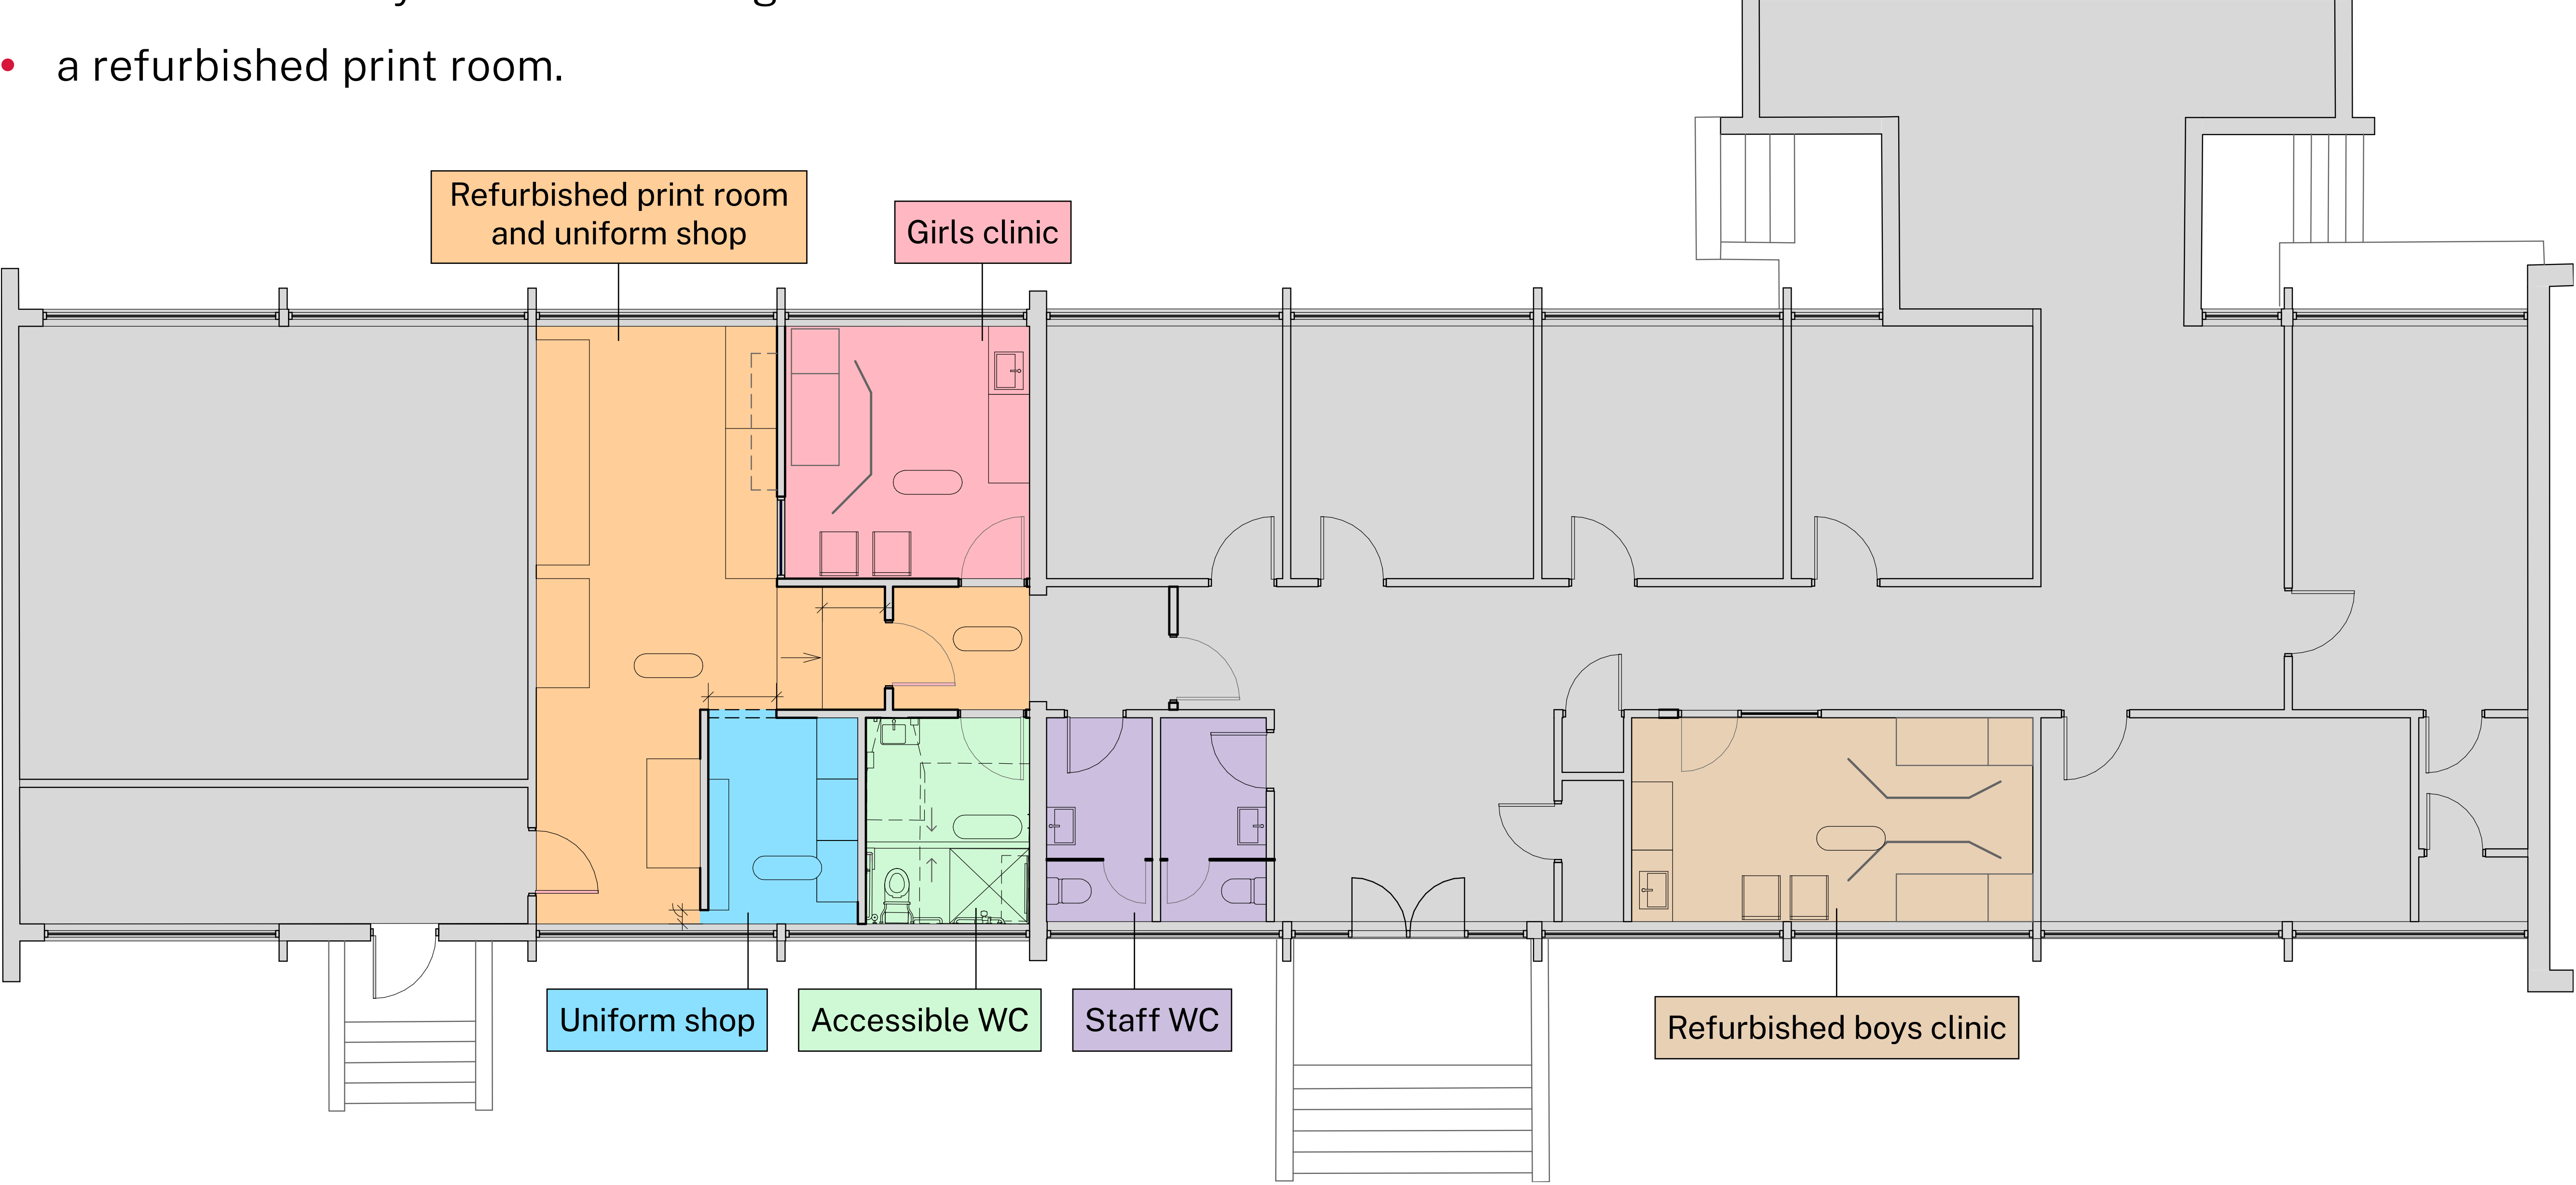 • a refurbished print room.
Refurbished print room
and uniform shop
Girls clinic
Uniform shop
Accessible WC
Staff WC
Refurbished boys clinic